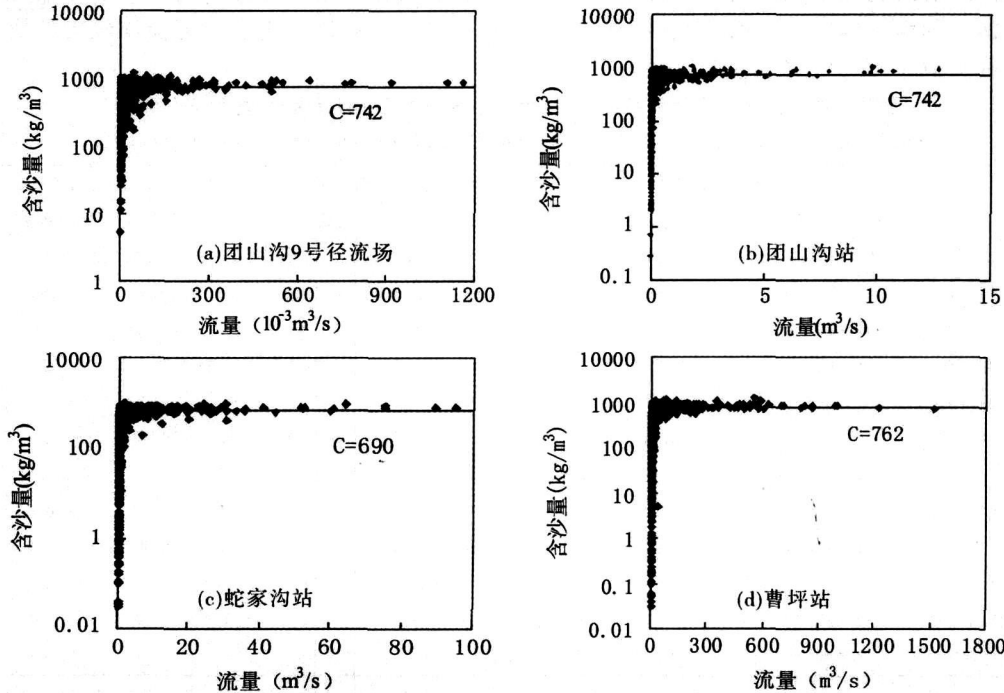 10000
1000
100
10
1
含沙量(kg/m³)
C=742
(a)团山沟9号径流场
0 300 600 900 1200
流量（10⁻³m³/s）
10000
1000
100
10
1
0.1
含沙量(kg/m³)
C=742
(b)团山沟站
0 5 10 15
流量(m³/s)
10000
100
1
0.01
含沙量(kg/m³)
C=690
(c)蛇家沟站
0 20 40 60 80 100
流量（m³/s）
10000
1000
100
10
1
0.1
0.01
含沙量(kg/m³)
C=762
(d)曹坪站
0 300 600 900 1200 1500 1800
流量（m³/s）